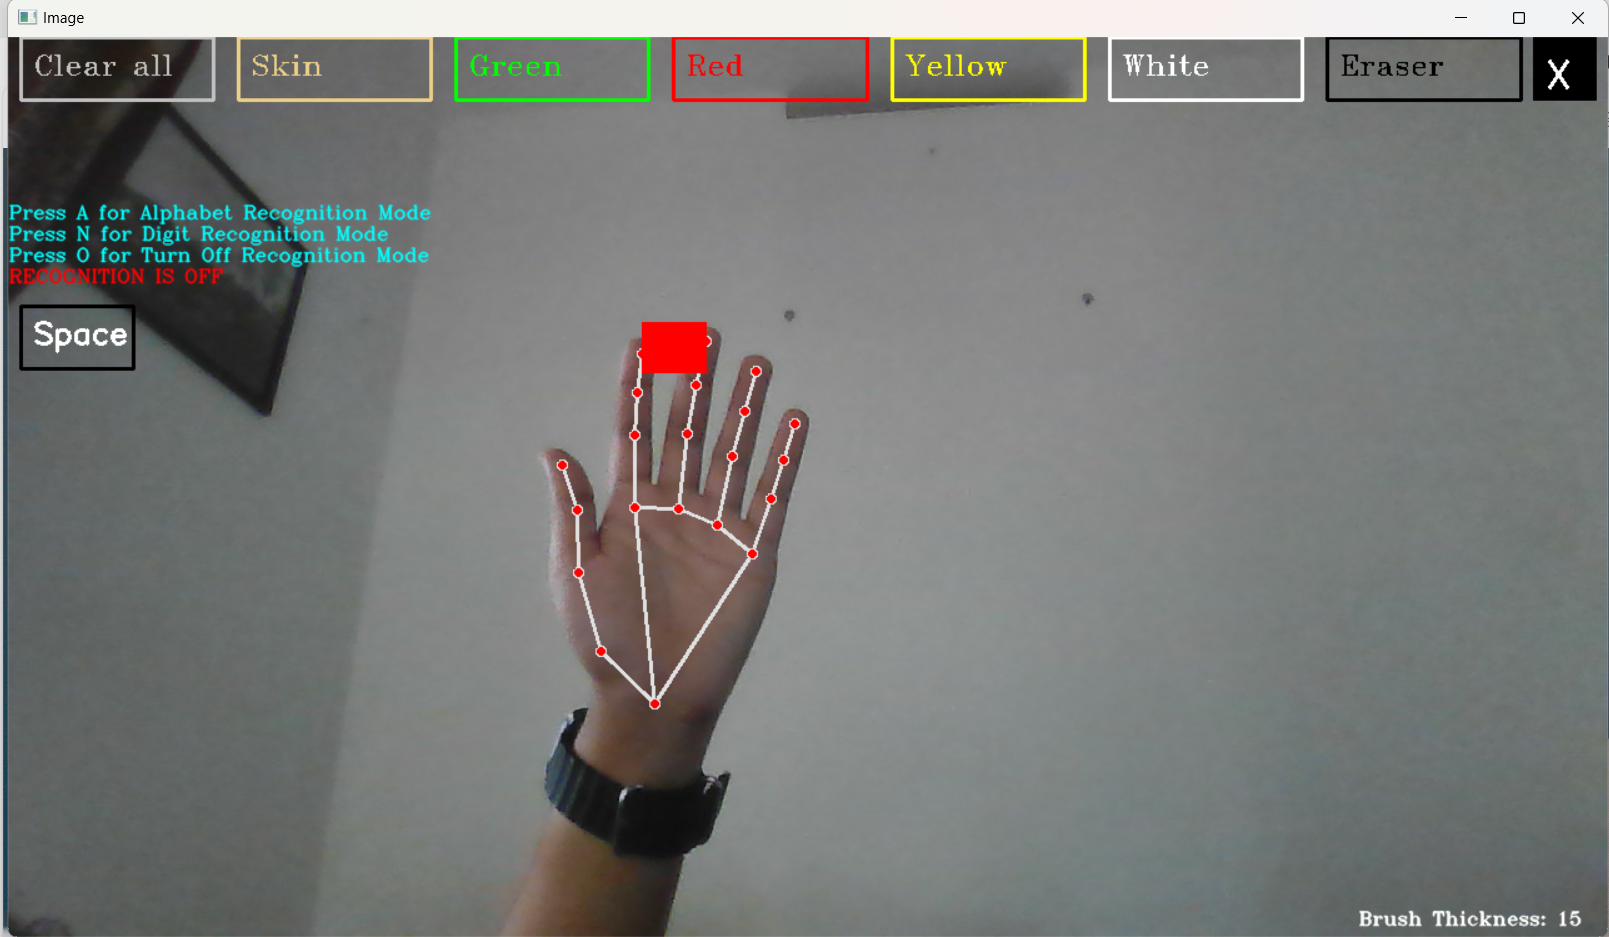 Image
Clear all
Skin
Green
Red
Yellow
White
Eraser
X
Press A for Alphabet Recognition Mode
Press N for Digit Recognition Mode
Press O for Turn Off Recognition Mode
RECOGNITION IS OFF
Space
Brush Thickness: 15